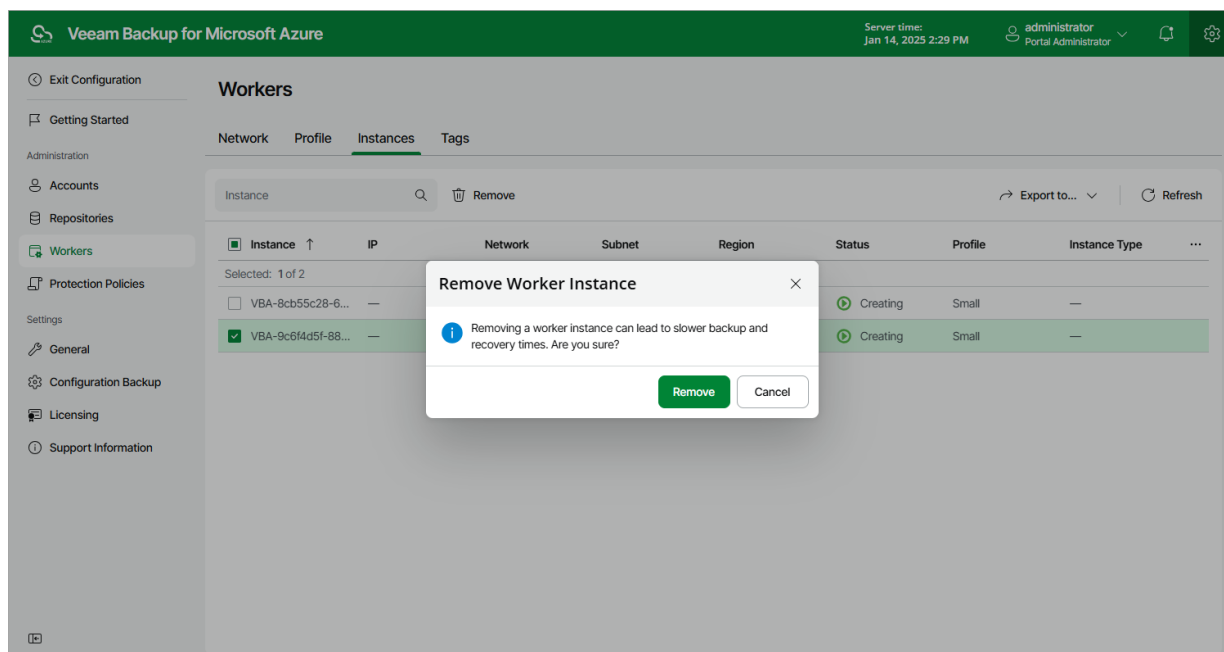 Veeam Backup for Microsoft Azure
Server time:
Jan 14, 2025 2:29 PM
administrator
Portal Administrator
Exit Configuration
Getting Started
Administration
Accounts
Repositories
Workers
Protection Policies
Settings
General
Configuration Backup
Licensing
Support Information
Workers
Network Profile Instances Tags
Instance
Remove
Export to...
Refresh
Instance ↑ IP Network Subnet Region Status Profile Instance Type ...
Selected: 1 of 2
VBA-8cb55c28-6... — Creating Small —
VBA-9c6f4d5f-88... — Creating Small —
Remove Worker Instance
Removing a worker instance can lead to slower backup and
recovery times. Are you sure?
Remove Cancel